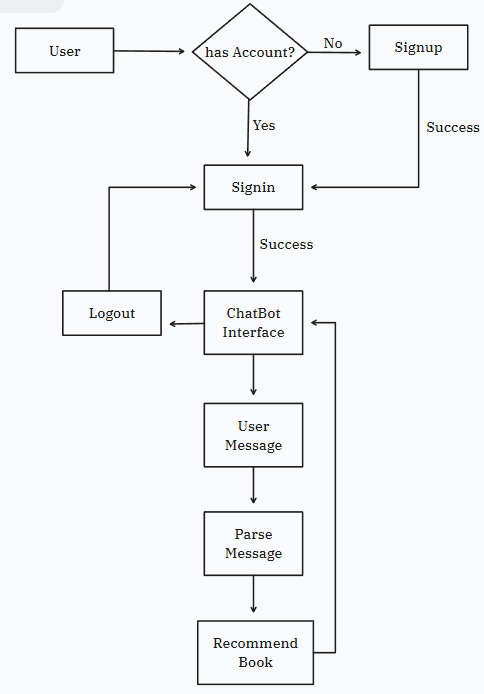 User
has Account?
No
Signup
Yes
Success
Signin
Success
Logout
ChatBot
Interface
User
Message
Parse
Message
Recommend
Book